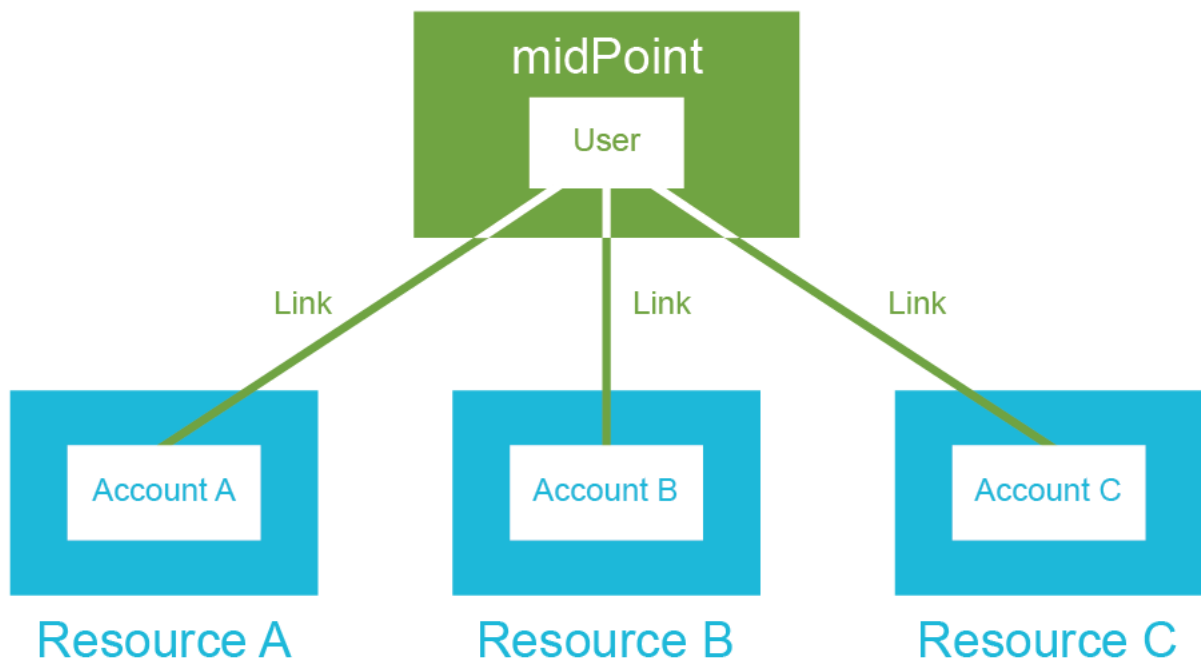 midPoint
User
Link
Link
Link
Account A
Account B
Account C
Resource A
Resource B
Resource C